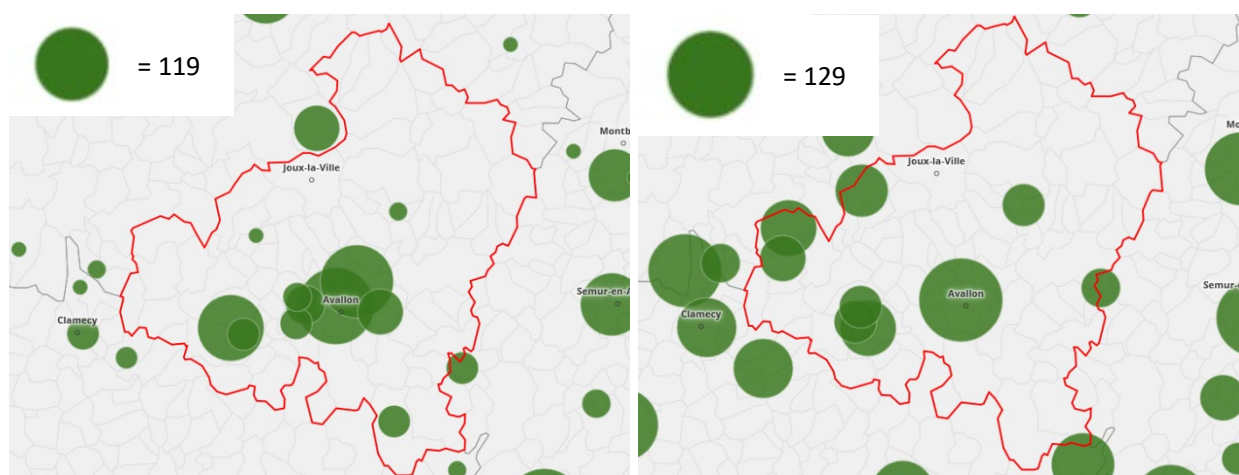 = 119
Montb
Joux-la-Ville
Avallon
Semur-en-A
Clamecy
= 129
Mo
Joux-la-Ville
Avallon
Semur-
Clamecy